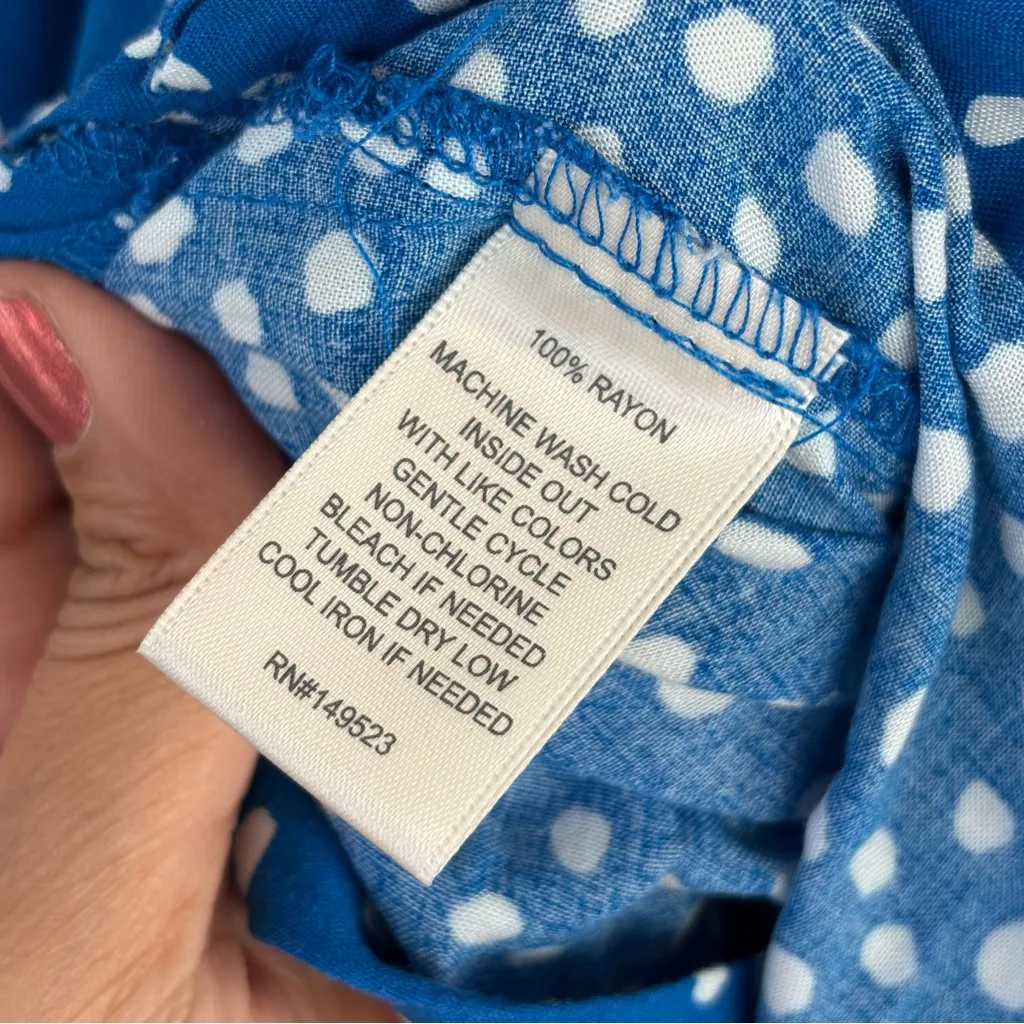 100% RAYON
MACHINE WASH COLD
INSIDE OUT
WITH LIKE COLORS
GENTLE CYCLE
NON-CHLORINE
BLEACH IF NEEDED
TUMBLE DRY LOW
COOL IRON IF NEEDED
RN#149523